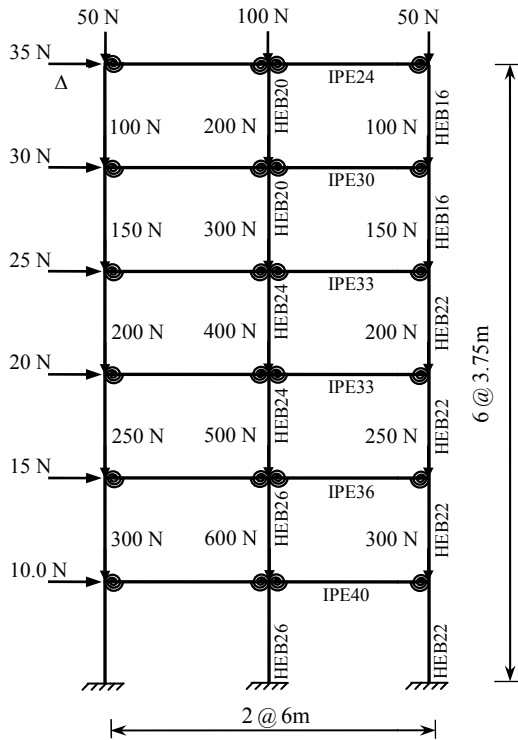 50 N 100 N 50 N
35 N
Δ
IPE24
HEB20
HEB16
100 N 200 N 100 N
30 N
IPE30
HEB20
HEB16
150 N 300 N 150 N
25 N
IPE33
HEB24
HEB22
200 N 400 N 200 N
20 N
IPE33
HEB24
HEB22
250 N 500 N 250 N
15 N
IPE36
HEB26
HEB22
300 N 600 N 300 N
10.0 N
IPE40
HEB26
HEB22
6 @ 3.75m
2 @ 6m